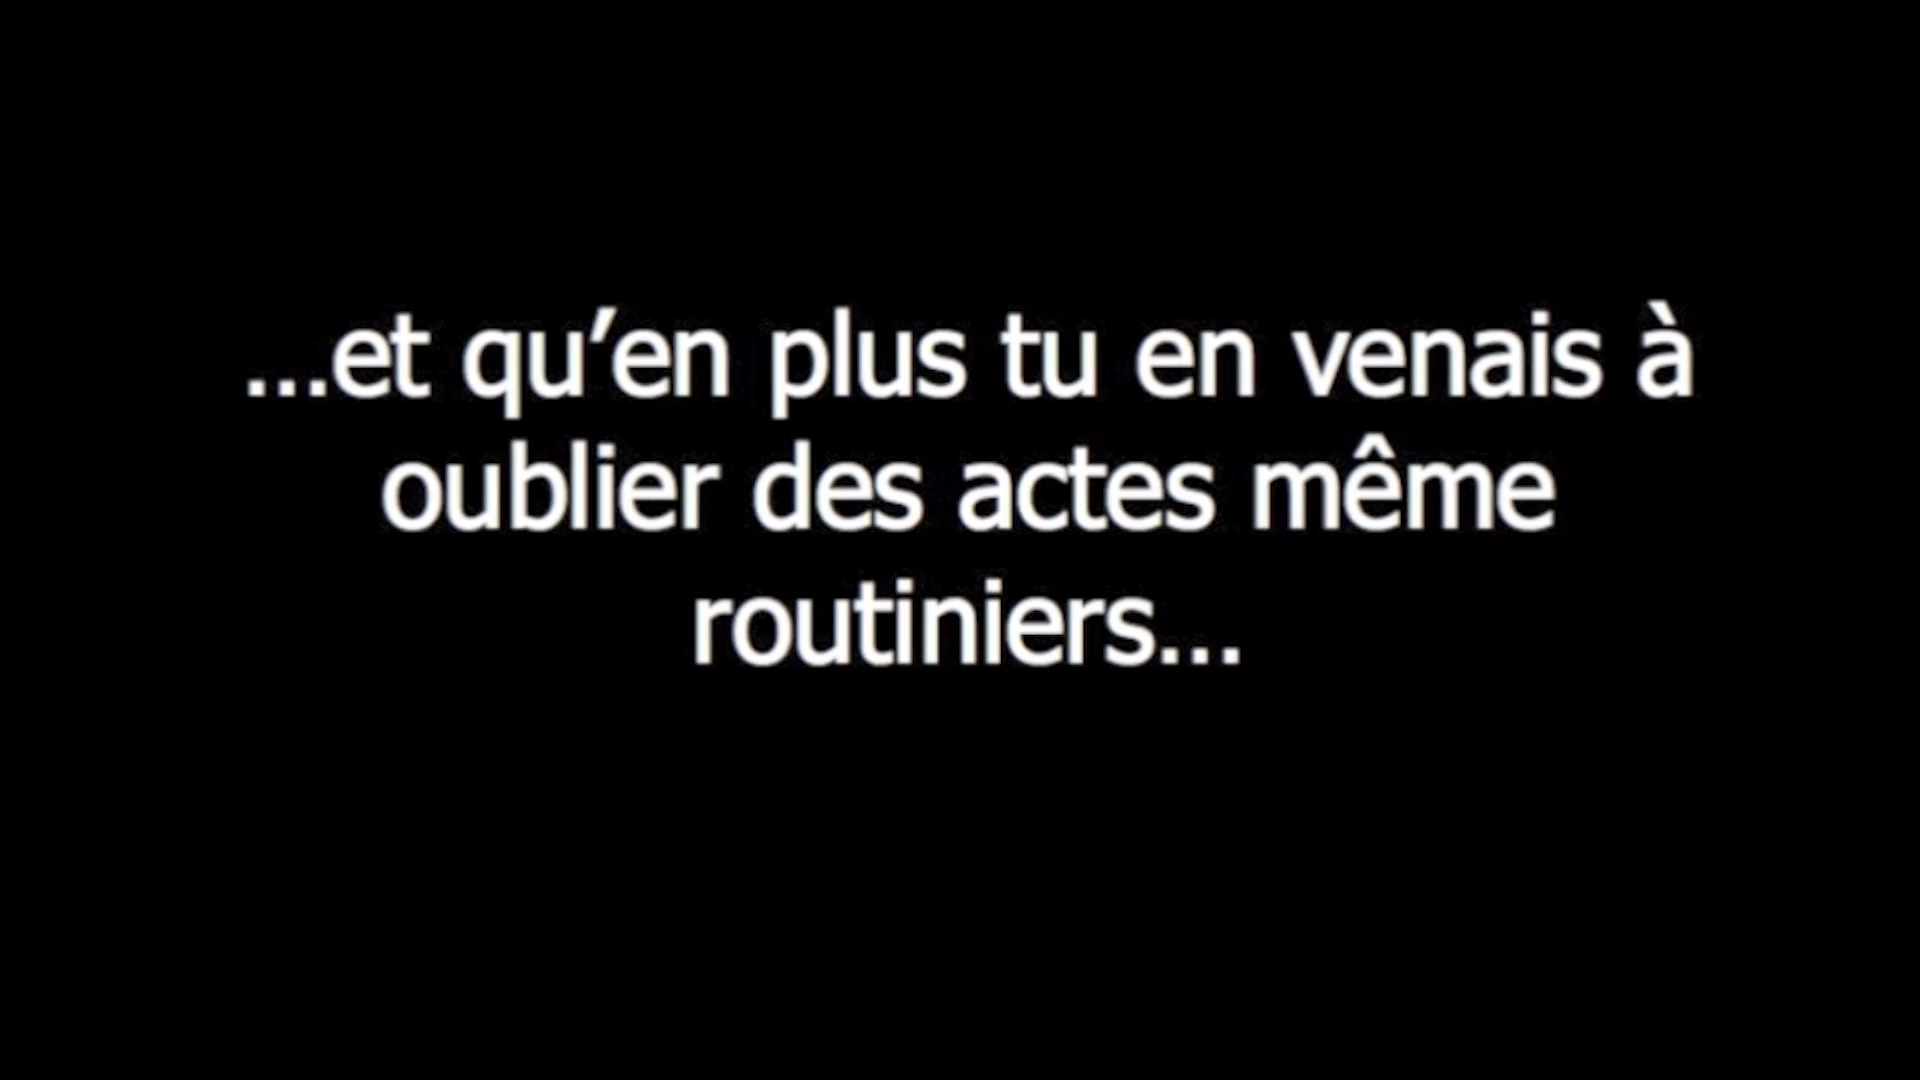 ...et qu’en plus tu en venais à
oublier des actes même
routiniers...